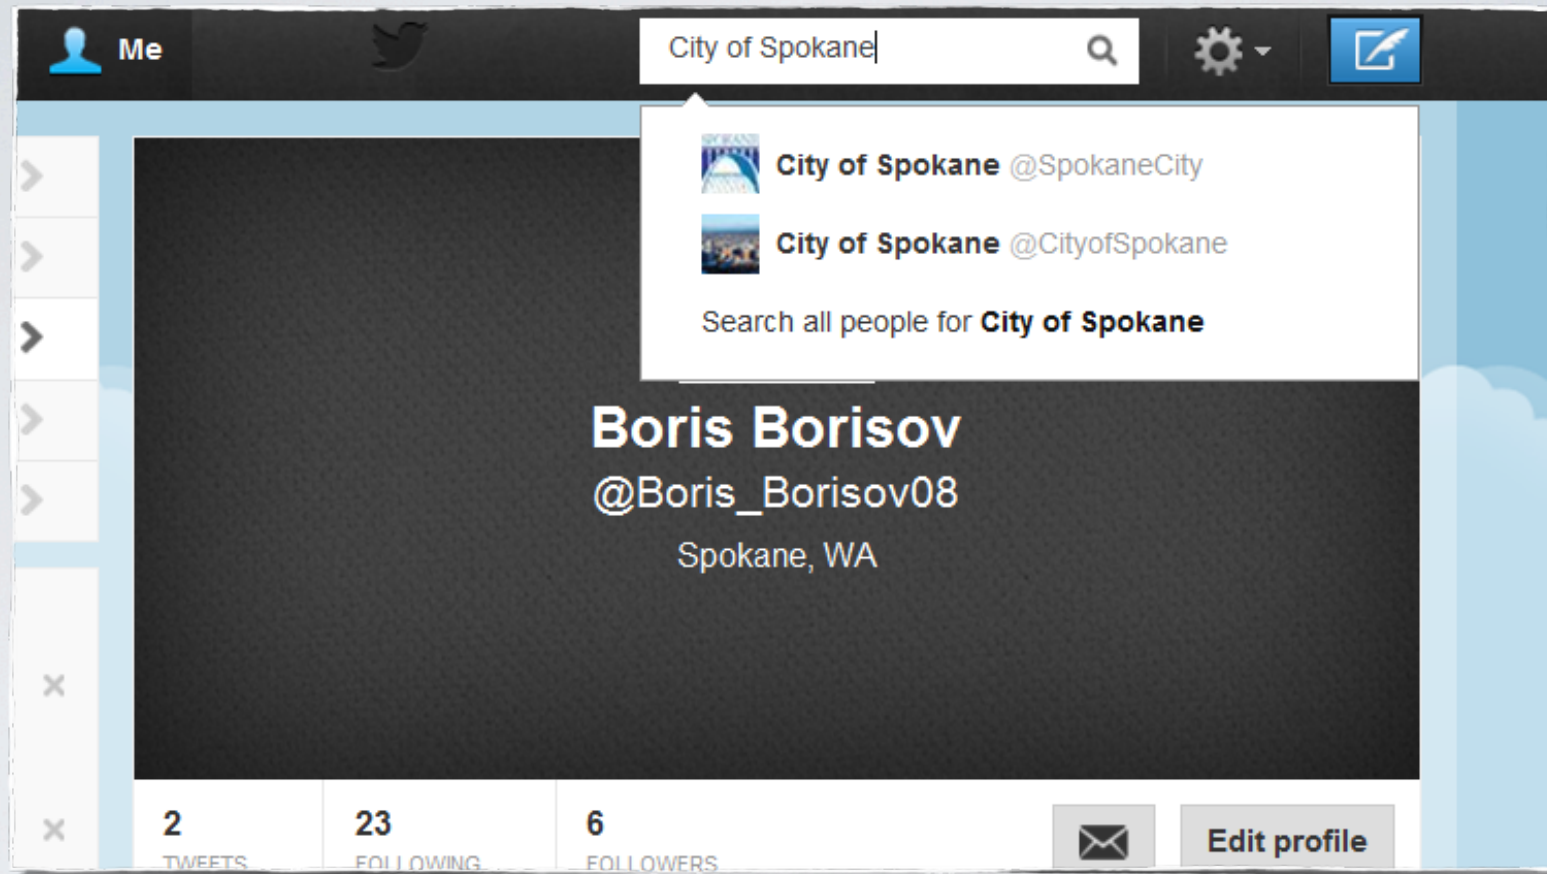 Me
City of Spokane
City of Spokane @SpokaneCity
City of Spokane @CityofSpokane
Search all people for City of Spokane
Boris Borisov
@Boris_Borisov08
Spokane, WA
2 23 6
TWEETS FOLLOWING FOLLOWERS
Edit profile